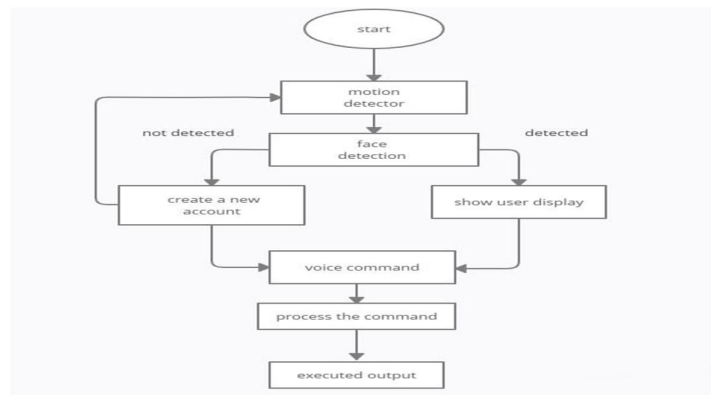 start
motion
detector
not detected
detected
face
detection
create a new
account
show user display
voice command
process the command
executed output